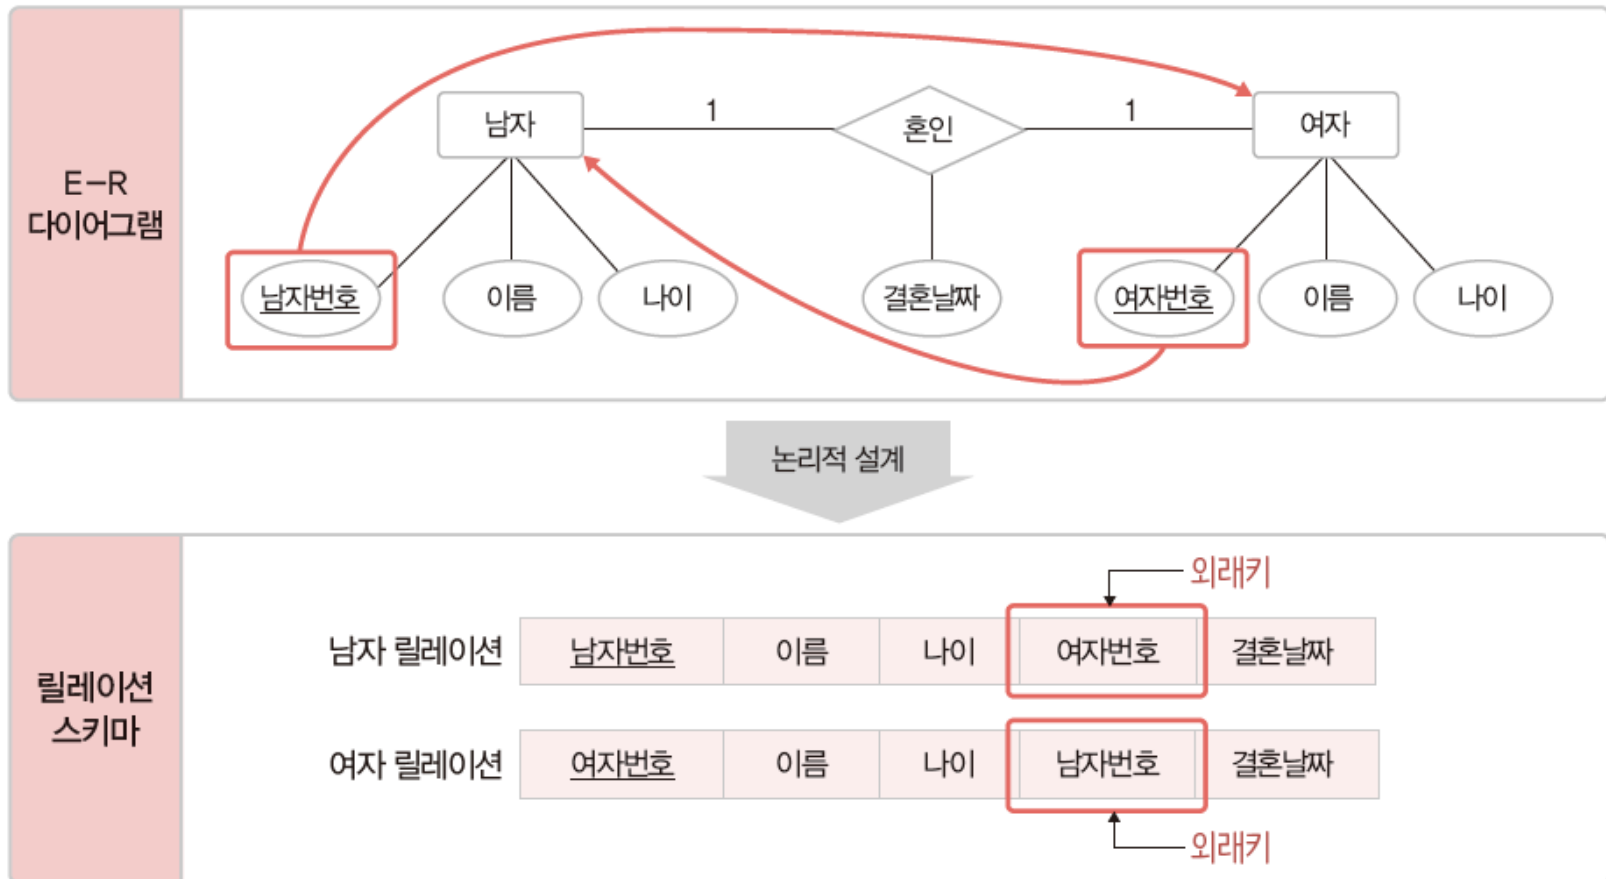 E-R
다이어그램
남자
1
혼인
1
여자
남자번호
이름
나이
결혼날짜
여자번호
이름
나이
논리적 설계
릴레이션
스키마
외래키
남자 릴레이션 남자번호 이름 나이 여자번호 결혼날짜
여자 릴레이션 여자번호 이름 나이 남자번호 결혼날짜
외래키